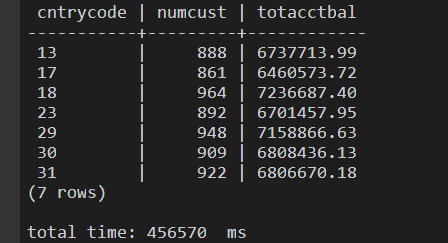 cntrycode | numcust | totacctbal
-----------+---------+------------
 13        |     888 | 6737713.99
 17        |     861 | 6460573.72
 18        |     964 | 7236687.40
 23        |     892 | 6701457.95
 29        |     948 | 7158866.63
 30        |     909 | 6808436.13
 31        |     922 | 6806670.18
(7 rows)

total time: 456570  ms